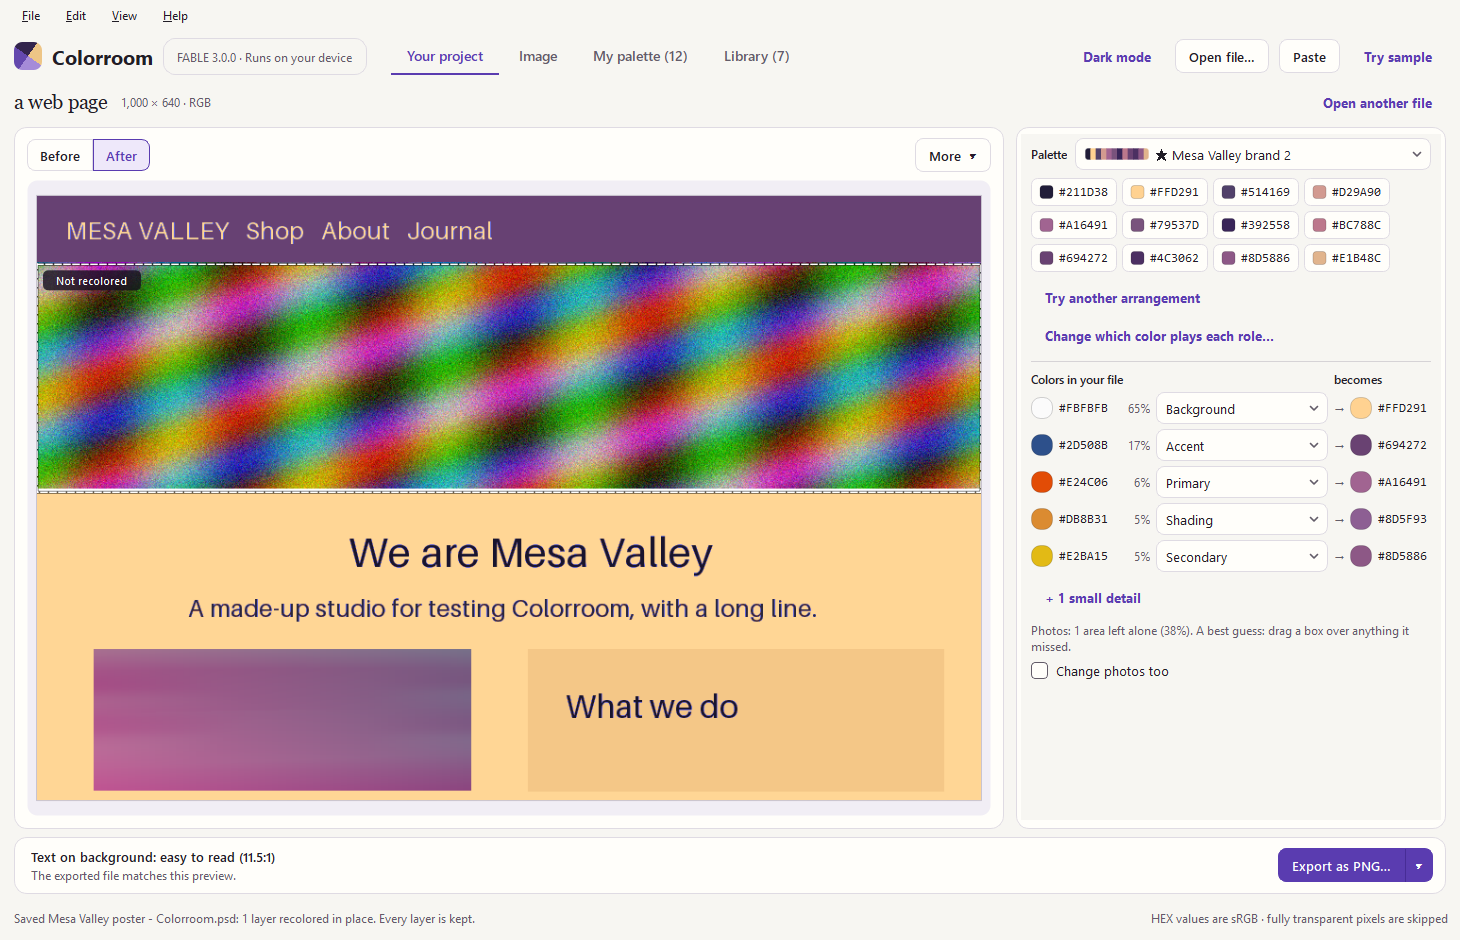 File Edit View Help
Colorroom FABLE 3.0.0 · Runs on your device Your project Image My palette (12) Library (7) Dark mode Open file... Paste Try sample
a web page 1,000 × 640 · RGB Open another file
Before After More
MESA VALLEY Shop About Journal
Not recolored
We are Mesa Valley
A made-up studio for testing Colorroom, with a long line.
What we do
Palette ★ Mesa Valley brand 2
#211D38 #FFD291 #514169 #D29A90
#A16491 #79537D #392558 #BC788C
#694272 #4C3062 #8D5886 #E1B48C
Try another arrangement
Change which color plays each role...
Colors in your file becomes
#FBFBFB 65% Background → #FFD291
#2D508B 17% Accent → #694272
#E24C06 6% Primary → #A16491
#DB8B31 5% Shading → #8D5F93
#E2BA15 5% Secondary → #8D5886
+ 1 small detail
Photos: 1 area left alone (38%). A best guess: drag a box over anything it
missed.
Change photos too
Text on background: easy to read (11.5:1)
The exported file matches this preview.
Export as PNG...
Saved Mesa Valley poster - Colorroom.psd: 1 layer recolored in place. Every layer is kept. HEX values are sRGB · fully transparent pixels are skipped